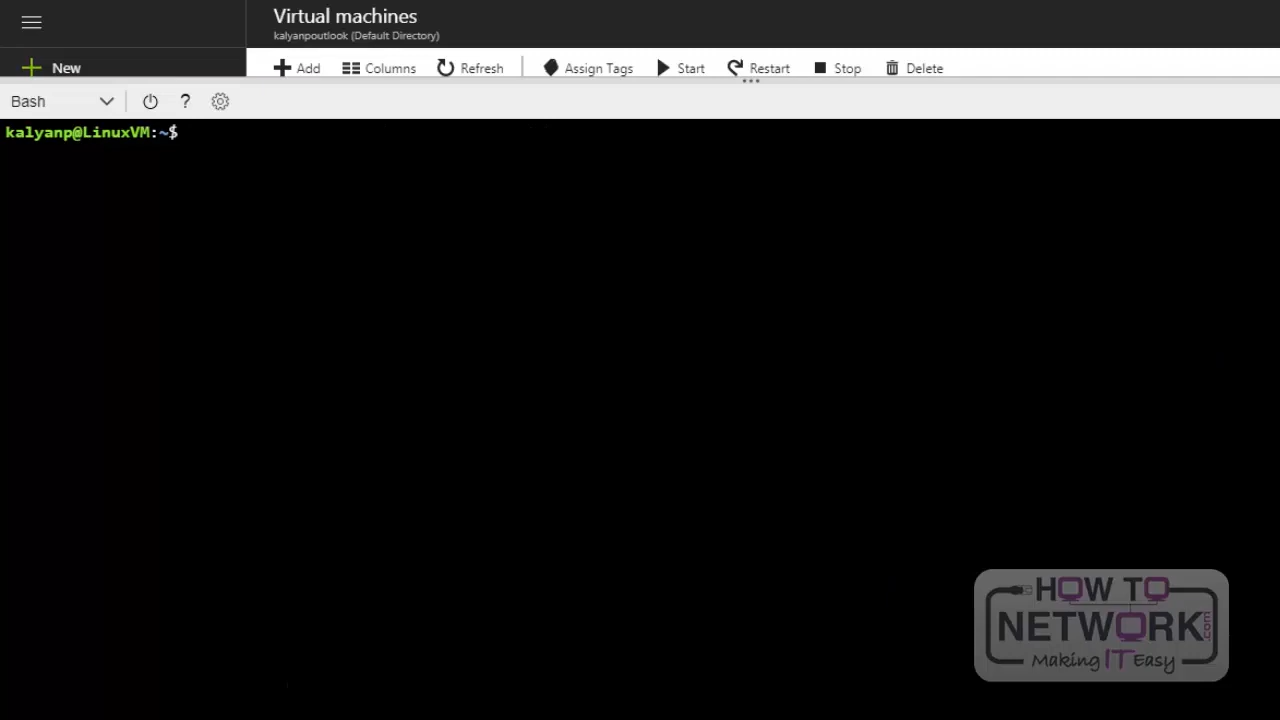 Virtual machines
kalyanpoutlook (Default Directory)
New
Add Columns Refresh Assign Tags Start Restart Stop Delete
Bash ?
kalyanp@LinuxVM:~$
HOW TO
NETWORK.com
Making IT Easy